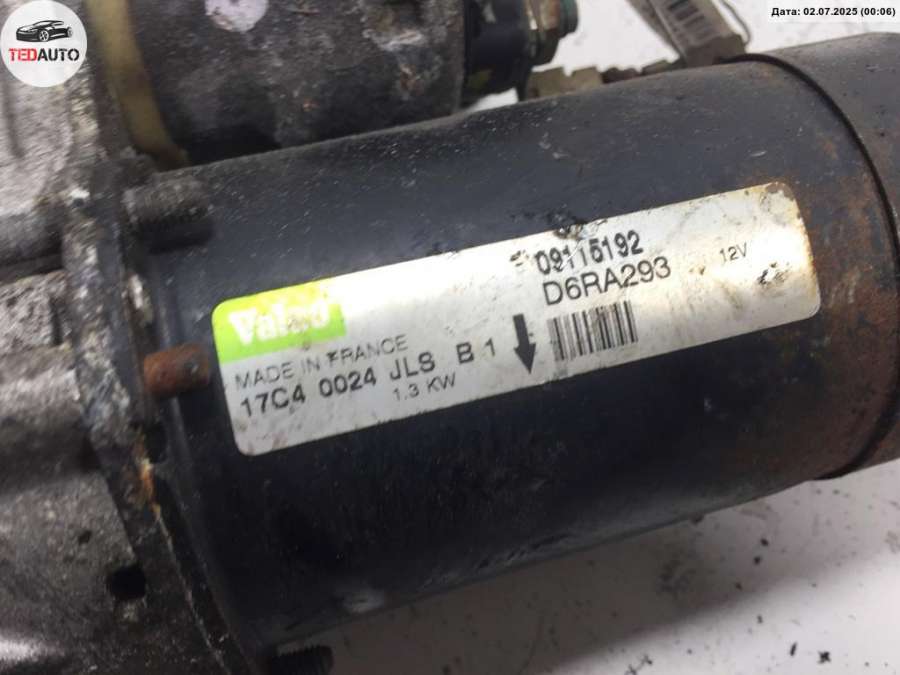 TEDAUTO
Дата: 02.07.2025 (00:06)
09115192
D6RA293
12V
Valeo
MADE IN FRANCE
17C4 0024 JLS B 1
1.3 KW